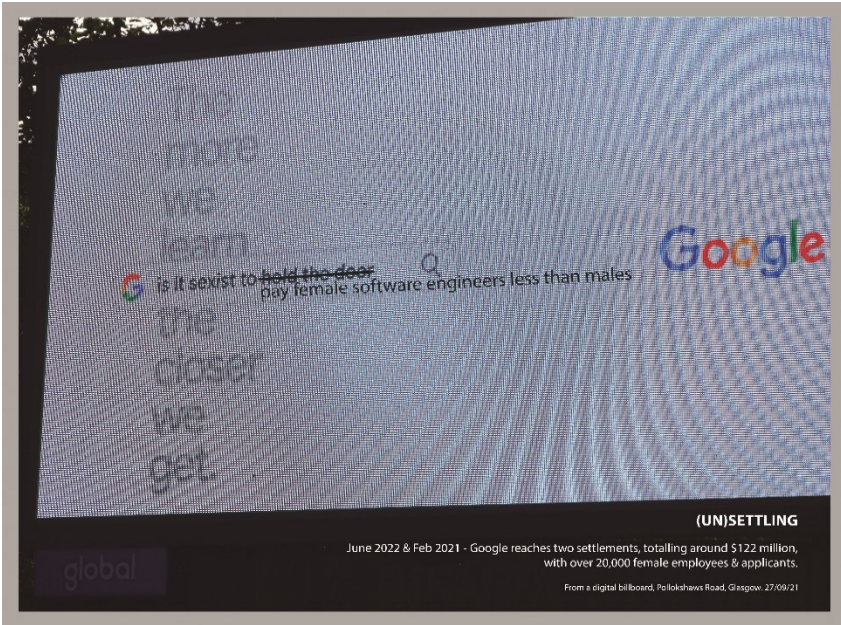 The
more
we
learn
G is it sexist to hold the door
pay female software engineers less than males
Google
the
closer
we
get.
global
(UN)SETTLING
June 2022 & Feb 2021 - Google reaches two settlements, totalling around $122 million,
with over 20,000 female employees & applicants.
From a digital billboard, Pollokshaws Road, Glasgow. 27/09/21